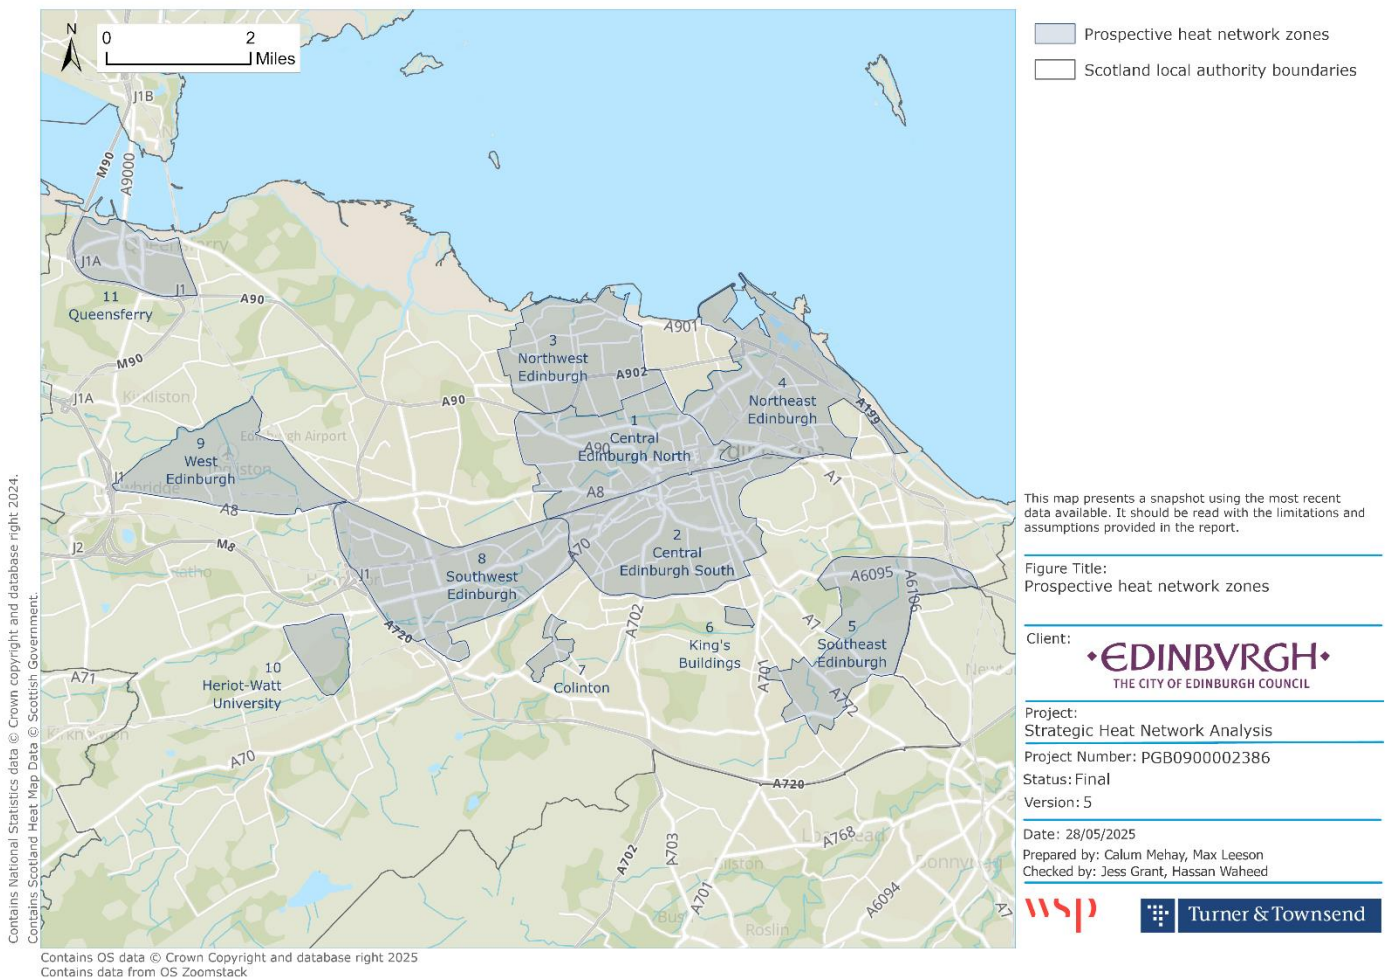 N
0 2
Miles
J1B
M90
A9000
Queensferry
J1A
J1
11
Queensferry
A90
M90
J1A
Kirkliston
A90
3
Northwest
Edinburgh
A902
A901
4
Northeast
Edinburgh
A199
1
Central
Edinburgh North
A90
Edinburgh
A8
A1
9
West
Edinburgh
Edinburgh Airport
J1
A8
J2
M8
Ratho
J1
8
Southwest
Edinburgh
A70
2
Central
Edinburgh South
A6095
A6106
A720
A702
6
King's
Buildings
A7
5
Southeast
Edinburgh
A701
A772
7
Colinton
10
Heriot-Watt
University
A71
A70
A720
A768
A702
A703
A701
A6094
A7
Roslin
Prospective heat network zones
Scotland local authority boundaries
This map presents a snapshot using the most recent
data available. It should be read with the limitations and
assumptions provided in the report.
Figure Title:
Prospective heat network zones
Client:
•EDINBVRGH•
THE CITY OF EDINBURGH COUNCIL
Project:
Strategic Heat Network Analysis
Project Number: PGB0900002386
Status: Final
Version: 5
Date: 28/05/2025
Prepared by: Calum Mehay, Max Leeson
Checked by: Jess Grant, Hassan Waheed
wsp
Turner & Townsend
Contains National Statistics data © Crown copyright and database right 2024.
Contains Scotland Heat Map Data © Scottish Government.
Contains OS data © Crown Copyright and database right 2025
Contains data from OS Zoomstack